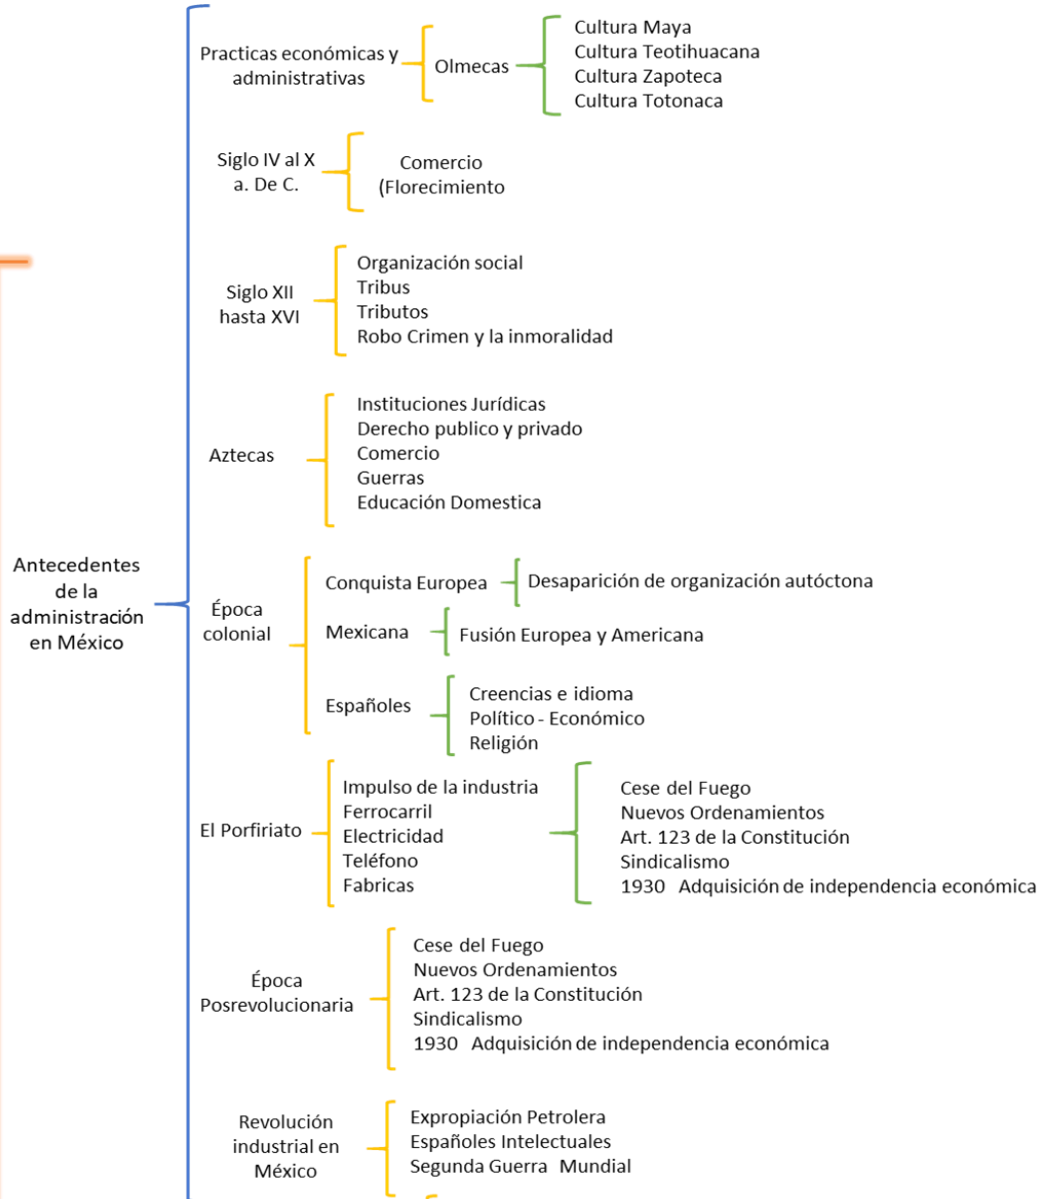 Practicas económicas y
administrativas
Olmecas
Cultura Maya
Cultura Teotihuacana
Cultura Zapoteca
Cultura Totonaca
Siglo IV al X
a. De C.
Comercio
(Florecimiento
Siglo XII
hasta XVI
Organización social
Tribus
Tributos
Robo Crimen y la inmoralidad
Aztecas
Instituciones Jurídicas
Derecho publico y privado
Comercio
Guerras
Educación Domestica
Antecedentes
de la
administración
en México
Época
colonial
Conquista Europea
Desaparición de organización autóctona
Mexicana
Fusión Europea y Americana
Españoles
Creencias e idioma
Político - Económico
Religión
El Porfiriato
Impulso de la industria
Ferrocarril
Electricidad
Teléfono
Fabricas
Cese del Fuego
Nuevos Ordenamientos
Art. 123 de la Constitución
Sindicalismo
1930 Adquisición de independencia económica
Época
Posrevolucionaria
Cese del Fuego
Nuevos Ordenamientos
Art. 123 de la Constitución
Sindicalismo
1930 Adquisición de independencia económica
Revolución
industrial en
México
Expropiación Petrolera
Españoles Intelectuales
Segunda Guerra Mundial